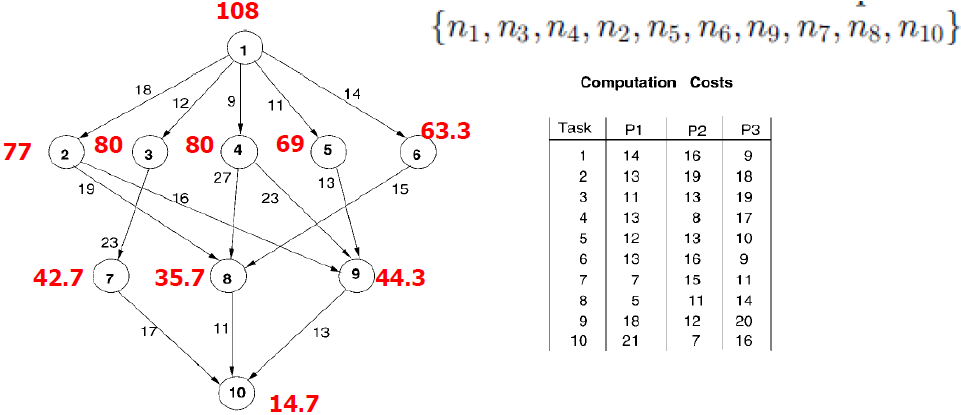 108
{n1, n3, n4, n2, n5, n6, n9, n7, n8, n10}
1
Computation Costs
18
12
9
11
14
Task P1 P2 P3
1 14 16 9
2 13 19 18
3 11 13 19
4 13 8 17
5 12 13 10
6 13 16 9
7 7 15 11
8 5 11 14
9 18 12 20
10 21 7 16
77
2
80
3
80
4
69
5
63.3
6
19
16
27
23
13
15
23
42.7
7
35.7
8
9
44.3
17
11
13
10
14.7